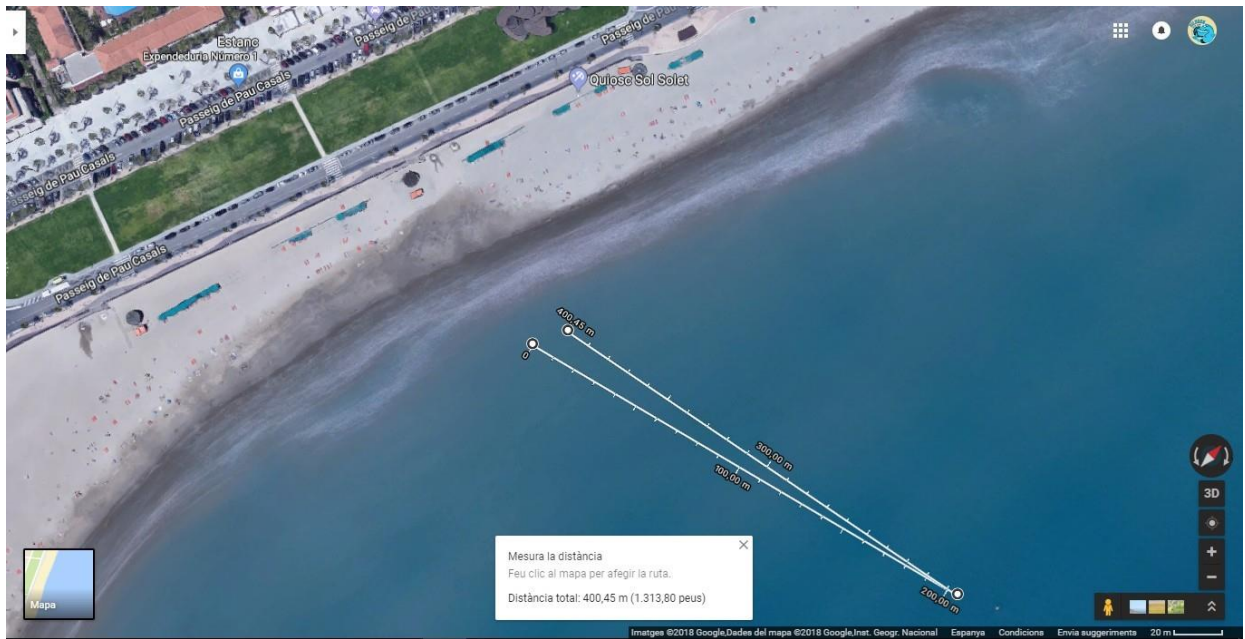 Passeig de Pau Casals
Estanc
Expendeduria Número 1
Passeig de Pau Casals
Passeig de Pau Casals
Quiosc Sol Solet
Passeig de Pau Casals
Passeig de Pau Casals
400,45 m
0
300,00 m
100,00 m
200,00 m
3D
+
−
Mesura la distància
Feu clic al mapa per afegir la ruta.
Distància total: 400,45 m (1.313,80 peus)
Mapa
Imatges ©2018 Google,Dades del mapa ©2018 Google,Inst. Geogr. Nacional Espanya Condicions Envia suggeriments 20 m